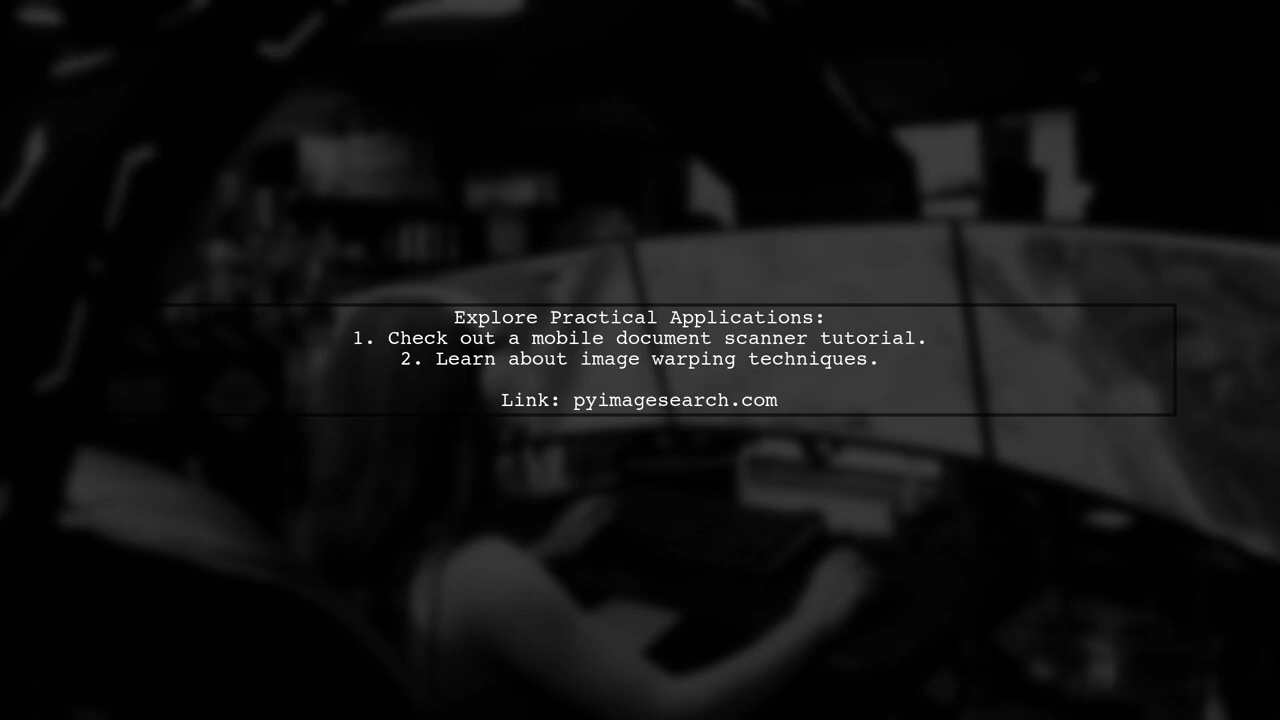 Explore Practical Applications:
1. Check out a mobile document scanner tutorial.
2. Learn about image warping techniques.
Link: pyimagesearch.com